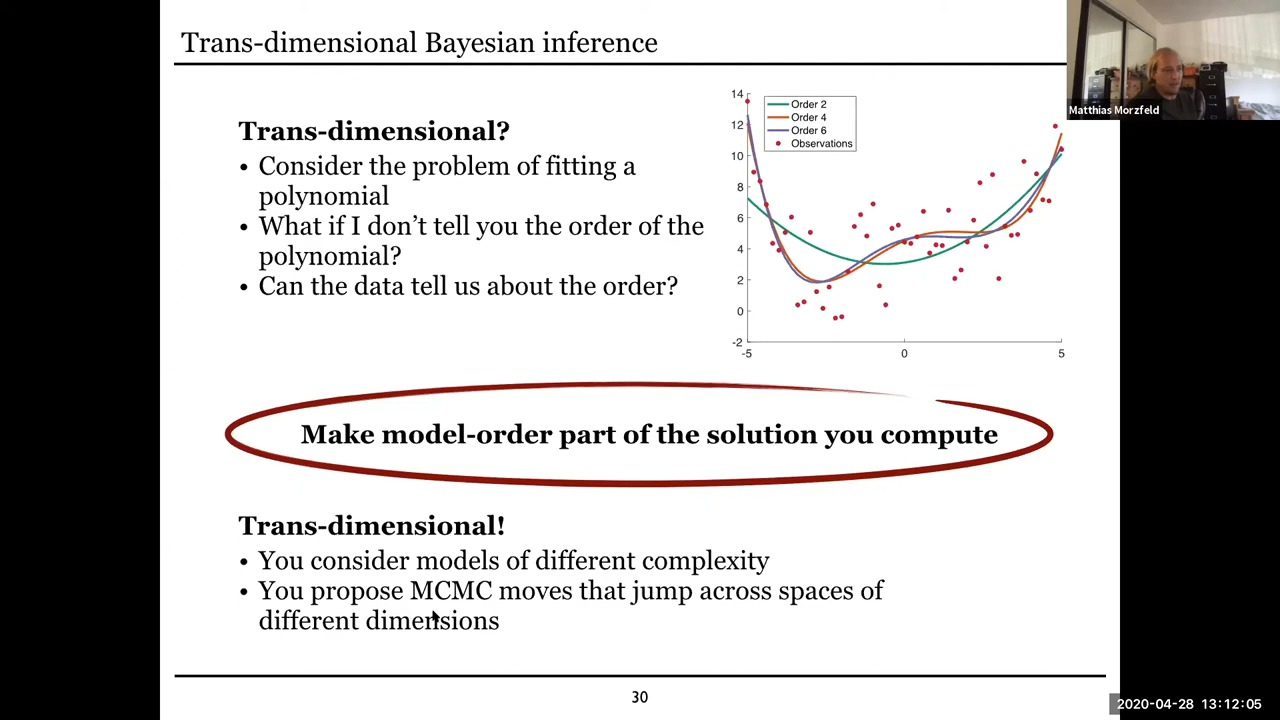 Trans-dimensional Bayesian inference
Matthias Morzfeld
Trans-dimensional?
• Consider the problem of fitting a
polynomial
• What if I don’t tell you the order of the
polynomial?
• Can the data tell us about the order?
14
12
10
8
6
4
2
0
-2
-5
0
5
Order 2
Order 4
Order 6
Observations
Make model-order part of the solution you compute
Trans-dimensional!
• You consider models of different complexity
• You propose MCMC moves that jump across spaces of
different dimensions
30
2020-04-28 13:12:05